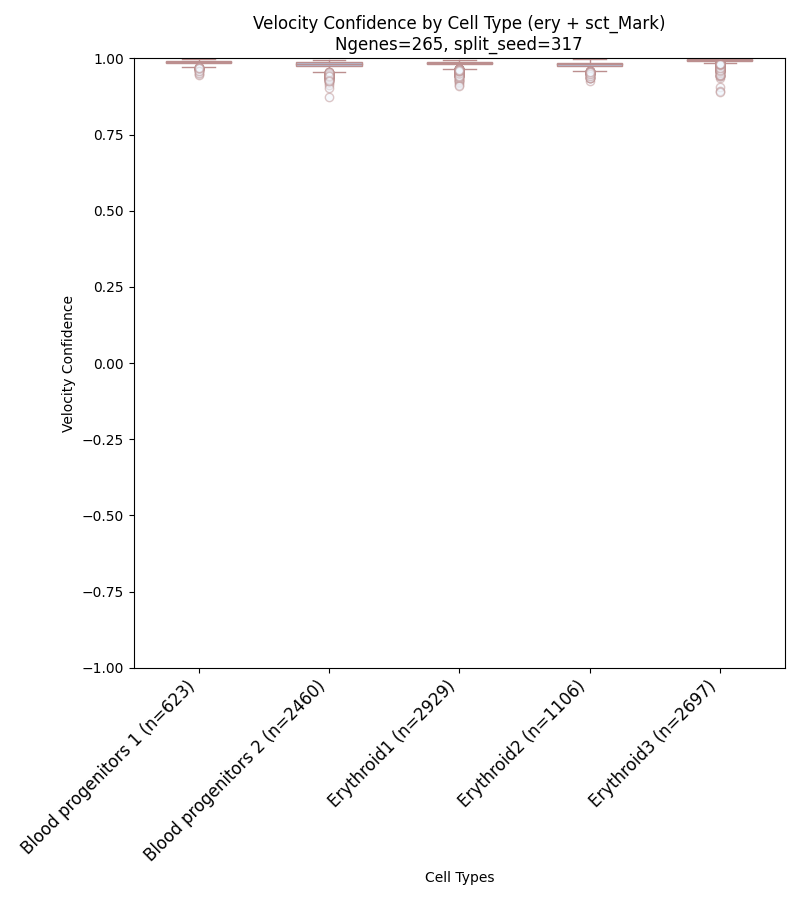 Velocity Confidence by Cell Type (ery + sct_Mark)
Ngenes=265, split_seed=317
Velocity Confidence
1.00
0.75
0.50
0.25
0.00
−0.25
−0.50
−0.75
−1.00
Blood progenitors 1 (n=623)
Blood progenitors 2 (n=2460)
Erythroid1 (n=2929)
Erythroid2 (n=1106)
Erythroid3 (n=2697)
Cell Types